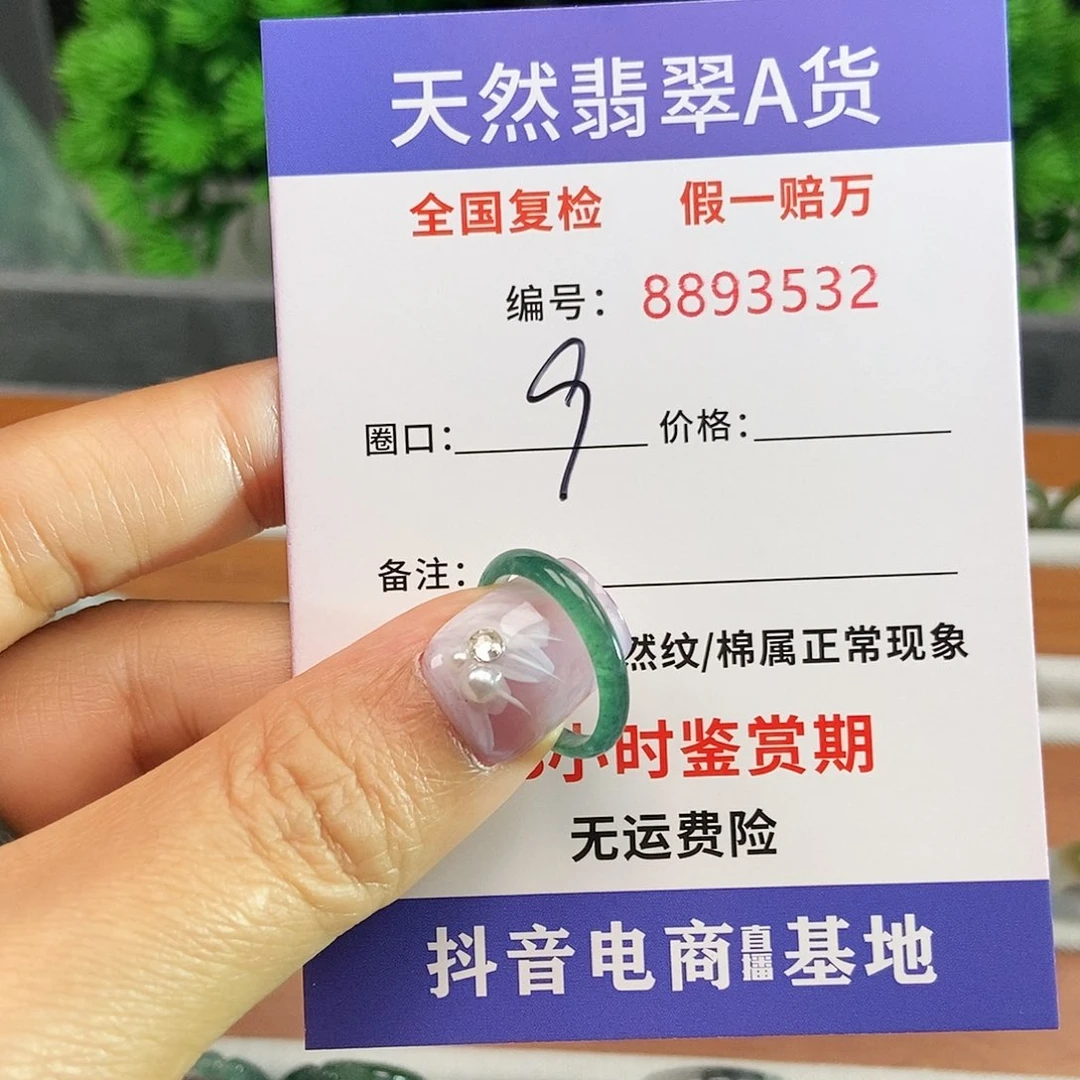 天然翡翠A货
全国复检 假一赔万
编号：8893532
圈口：9 价格：
备注：
然纹/棉属正常现象
小时鉴赏期
无运费险
抖音电商直播基地